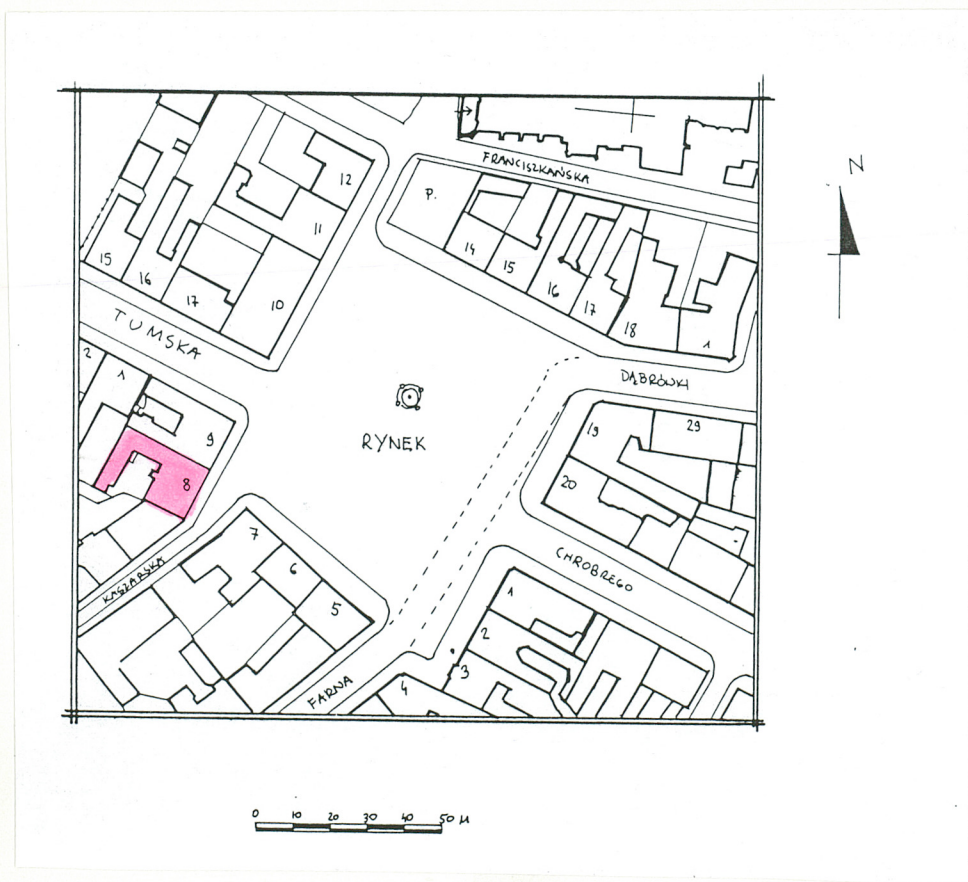 FRANCISZKAŃSKA
N
12
P.
11
14
15
15
16
16
17
10
17
18
1
TUMSKA
2
1
DĄBRÓWKI
RYNEK
9
19
29
8
20
7
CHROBREGO
6
KASZARSKA
5
1
2
3
4
FARNA
0 10 20 30 40 50 M